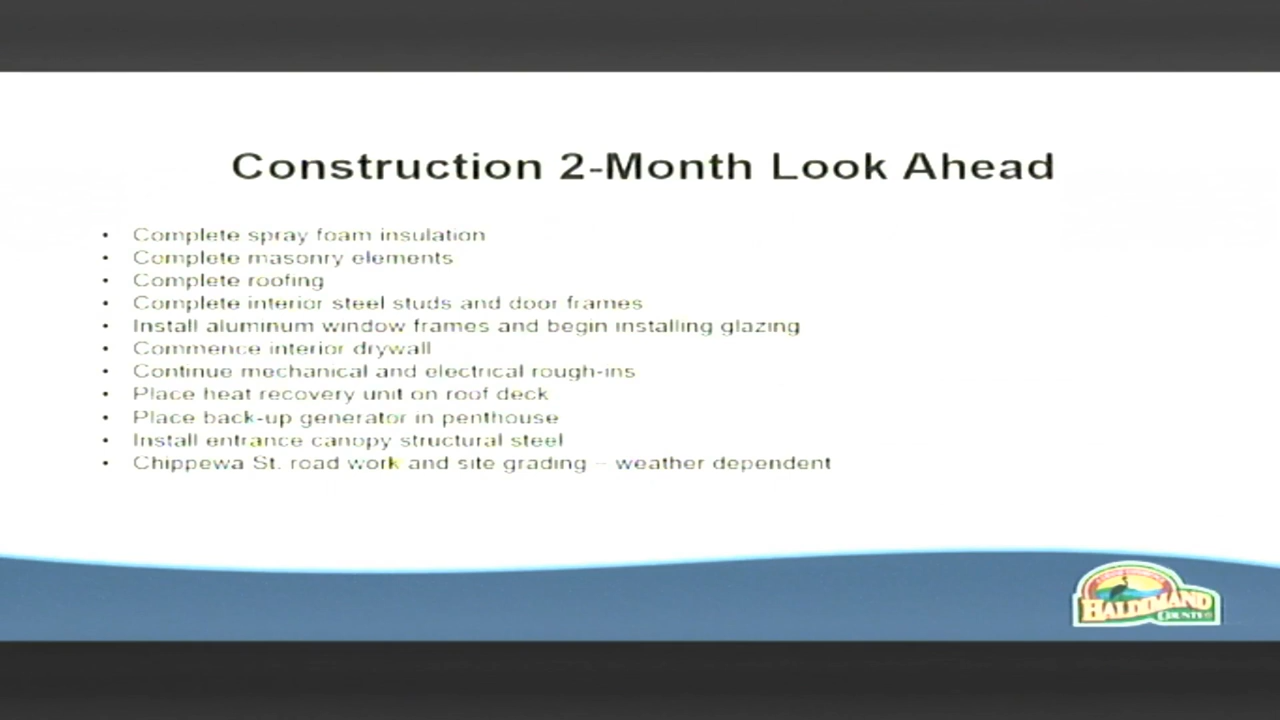 Construction 2-Month Look Ahead
• Complete spray foam insulation
• Complete masonry elements
• Complete roofing
• Complete interior steel studs and door frames
• Install aluminum window frames and begin installing glazing
• Commence interior drywall
• Continue mechanical and electrical rough-ins
• Place heat recovery unit on roof deck
• Place back-up generator in penthouse
• Install entrance canopy structural steel
• Chippewa St. road work and site grading – weather dependent
HALDIMAND
COUNTY